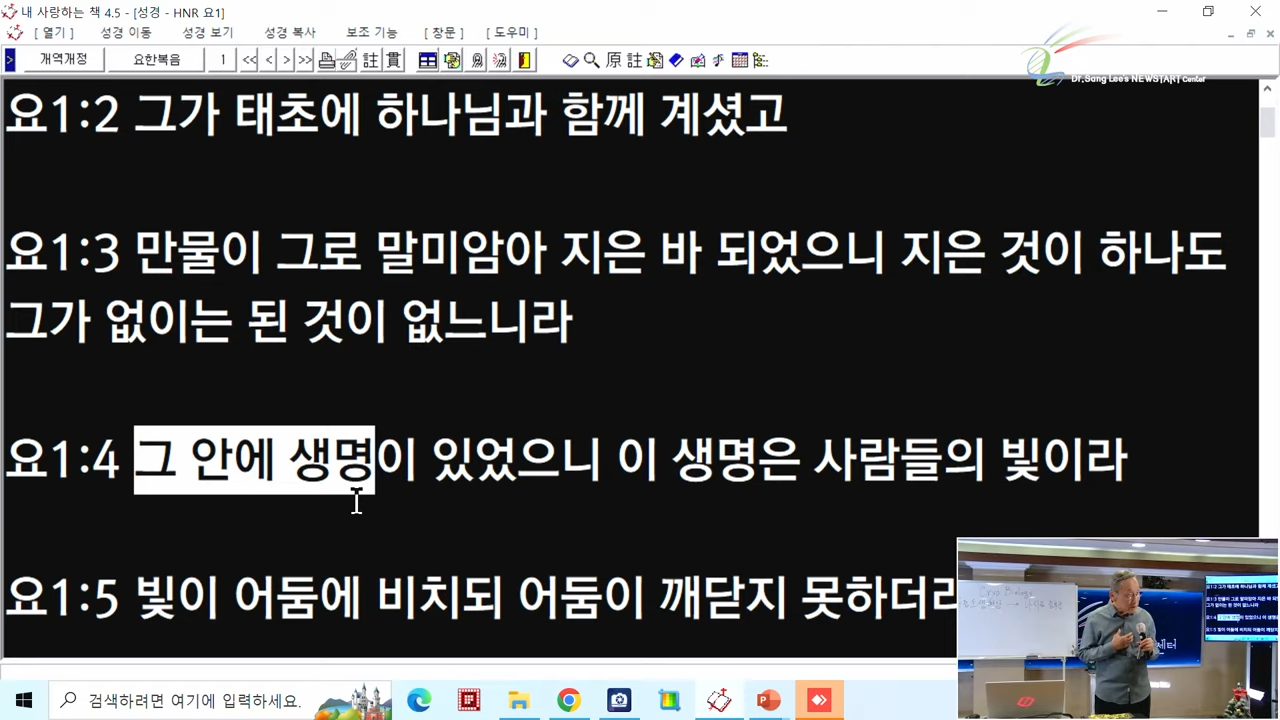 내 사랑하는 책 4.5 - [성경 - HNR 요1]
[ 열기 ] 성경 이동 성경 보기 성경 복사 보조 기능 [ 창문 ] [ 도우미 ]
개역개정 요한복음 1 << < > >> 註 貫 原 註
Dr.Sang Lee's NEWSTART Center
요1:2 그가 태초에 하나님과 함께 계셨고
요1:3 만물이 그로 말미암아 지은 바 되었으니 지은 것이 하나도
그가 없이는 된 것이 없느니라
요1:4 그 안에 생명이 있었으니 이 생명은 사람들의 빛이라
요1:5 빛이 어둠에 비치되 어둠이 깨닫지 못하더라
검색하려면 여기에 입력하세요.